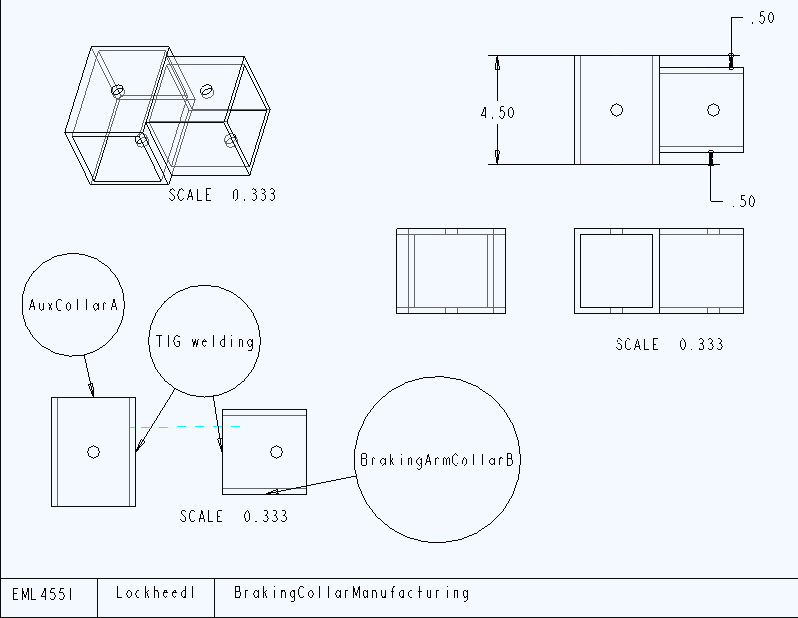 .50
4.50
SCALE 0.333
.50
AuxCollarA
TIG welding
SCALE 0.333
BrakingArmCollarB
SCALE 0.333
EML4551 Lockheed1 BrakingCollarManufacturing